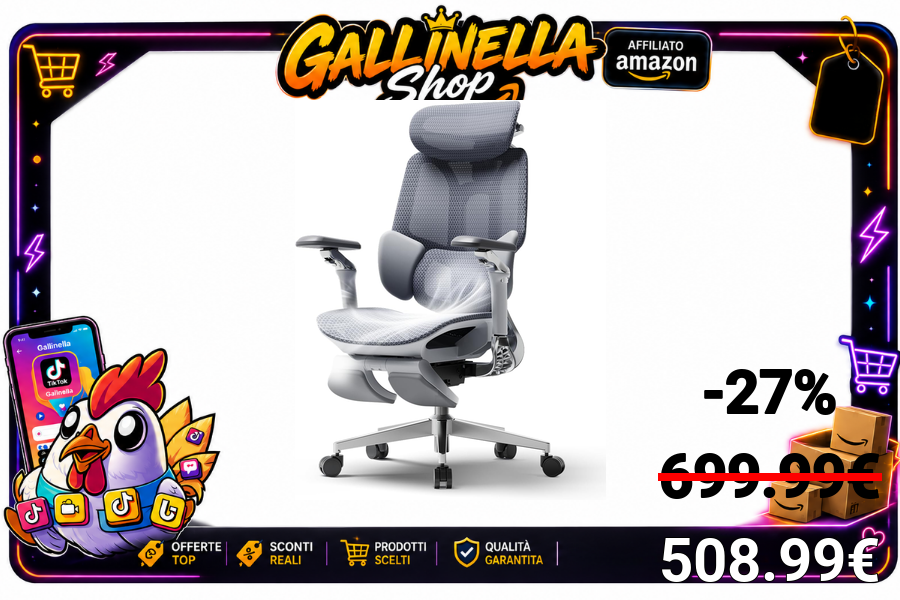 GALLINELLA
Shop
AFFILIATO
amazon
Gallinella
TikTok
Gallinella
-27%
699.99€
508.99€
OFFERTE
TOP
SCONTI
REALI
PRODOTTI
SCELTI
QUALITÀ
GARANTITA